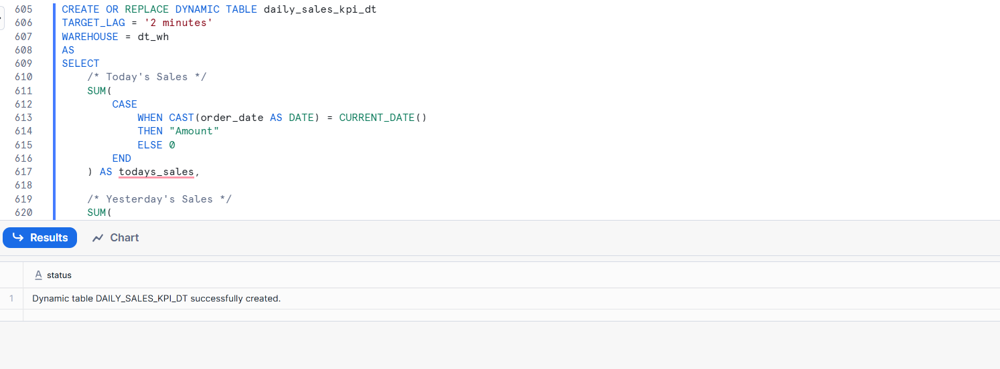 605 CREATE OR REPLACE DYNAMIC TABLE daily_sales_kpi_dt
606 TARGET_LAG = '2 minutes'
607 WAREHOUSE = dt_wh
608 AS
609 SELECT
610 /* Today's Sales */
611 SUM(
612 CASE
613 WHEN CAST(order_date AS DATE) = CURRENT_DATE()
614 THEN "Amount"
615 ELSE 0
616 END
617 ) AS todays_sales,
618
619 /* Yesterday's Sales */
620 SUM(
Results Chart
A status
1 Dynamic table DAILY_SALES_KPI_DT successfully created.